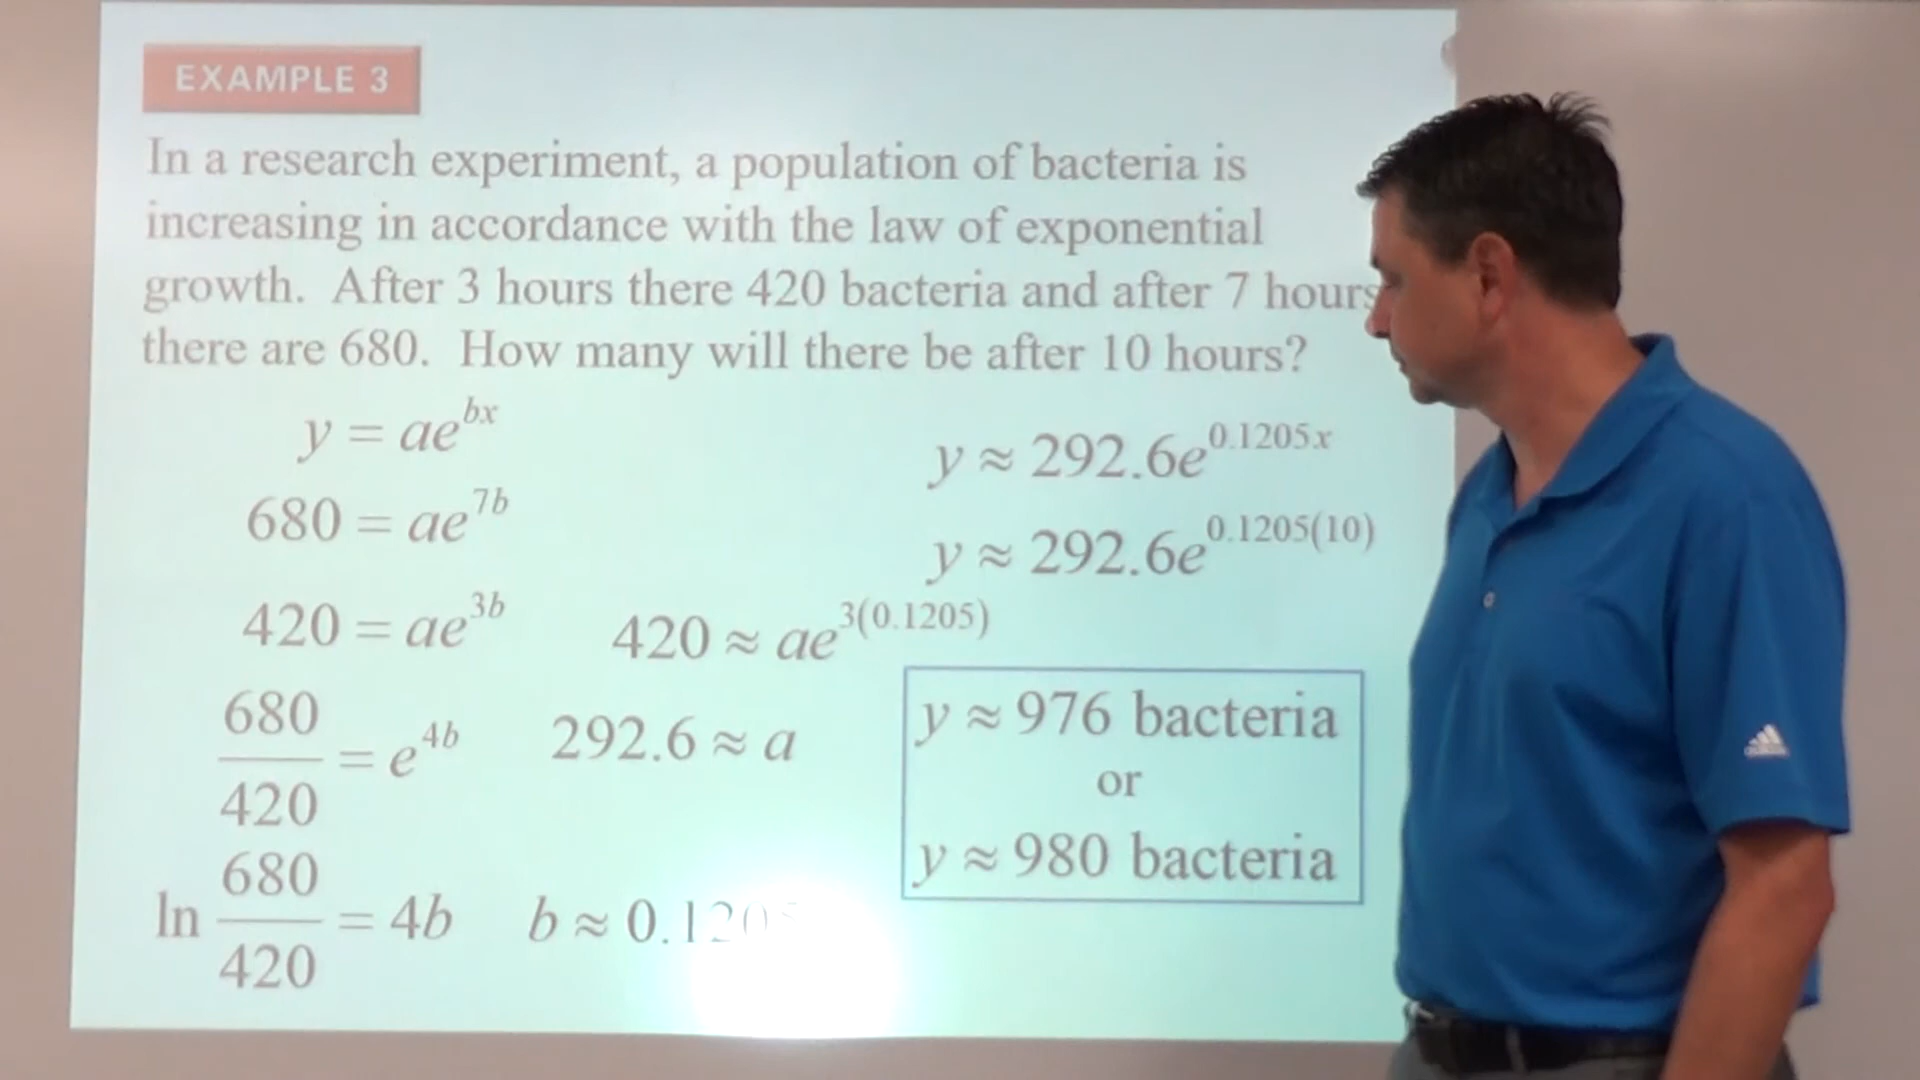 EXAMPLE 3
In a research experiment, a population of bacteria is
increasing in accordance with the law of exponential
growth. After 3 hours there 420 bacteria and after 7 hours
there are 680. How many will there be after 10 hours?
y = ae^{bx}
680 = ae^{7b}
420 = ae^{3b}
680/420 = e^{4b}
ln 680/420 = 4b
b ≈ 0.1205
420 ≈ ae^{3(0.1205)}
292.6 ≈ a
y ≈ 292.6e^{0.1205x}
y ≈ 292.6e^{0.1205(10)}
y ≈ 976 bacteria
or
y ≈ 980 bacteria